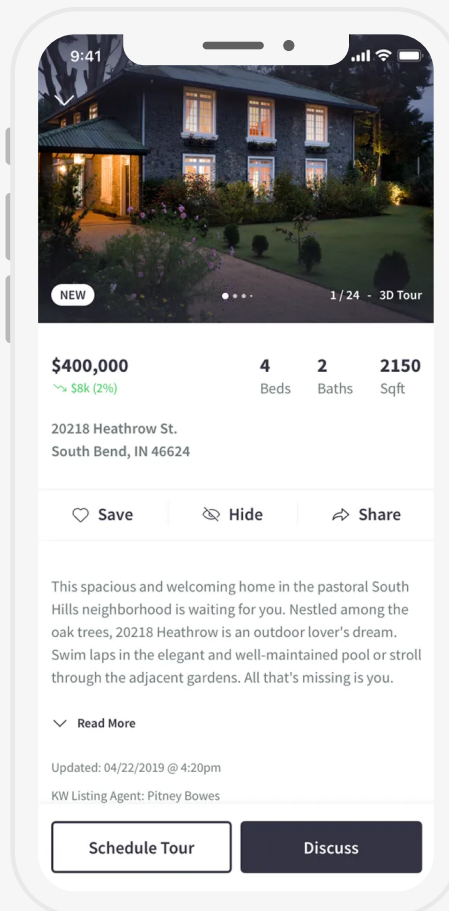 9:41
NEW
1 / 24 - 3D Tour
$400,000
4
2
2150
$8k (2%)
Beds
Baths
Sqft
20218 Heathrow St.
South Bend, IN 46624
Save
Hide
Share
This spacious and welcoming home in the pastoral South
Hills neighborhood is waiting for you. Nestled among the
oak trees, 20218 Heathrow is an outdoor lover's dream.
Swim laps in the elegant and well-maintained pool or stroll
through the adjacent gardens. All that's missing is you.
Read More
Updated: 04/22/2019 @ 4:20pm
KW Listing Agent: Pitney Bowes
Schedule Tour
Discuss